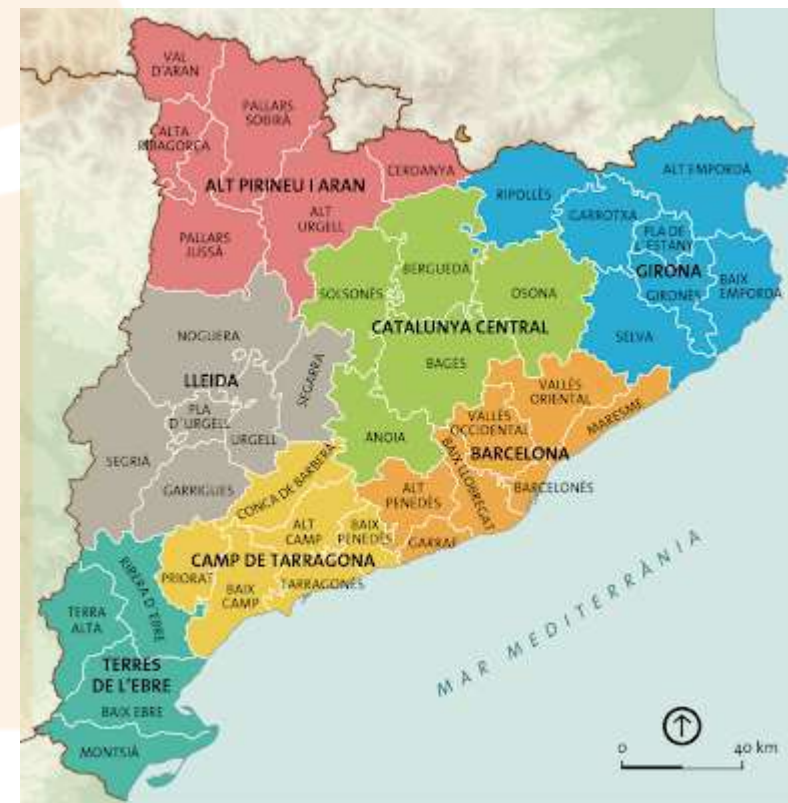 VAL
D'ARAN
PALLARS
SOBIRÀ
ALTA
RIBAGORÇA
CERDANYA
ALT PIRINEU I ARAN
ALT
URGELL
PALLARS
JUSSÀ
RIPOLLÈS
ALT EMPORDÀ
GARROTXA
PLA DE
L'ESTANY
GIRONA
GIRONÈS
BAIX
EMPORDÀ
SELVA
BERGUEDÀ
SOLSONÈS
OSONA
CATALUNYA CENTRAL
BAGES
ANOIA
NOGUERA
LLEIDA
SEGARRA
PLA
D'URGELL
URGELL
SEGRIÀ
GARRIGUES
VALLÈS
ORIENTAL
VALLÈS
OCCIDENTAL
MARESME
BARCELONA
BAIX LLOBREGAT
BARCELONÈS
ALT
PENEDÈS
GARRAF
CONCA DE BARBERÀ
ALT
CAMP
BAIX
PENEDÈS
CAMP DE TARRAGONA
PRIORAT
TARRAGONÈS
BAIX
CAMP
RIBERA D'EBRE
TERRA
ALTA
TERRES
DE L'EBRE
BAIX EBRE
MONTSIÀ
MAR MEDITERRÀNIA
0 40 km